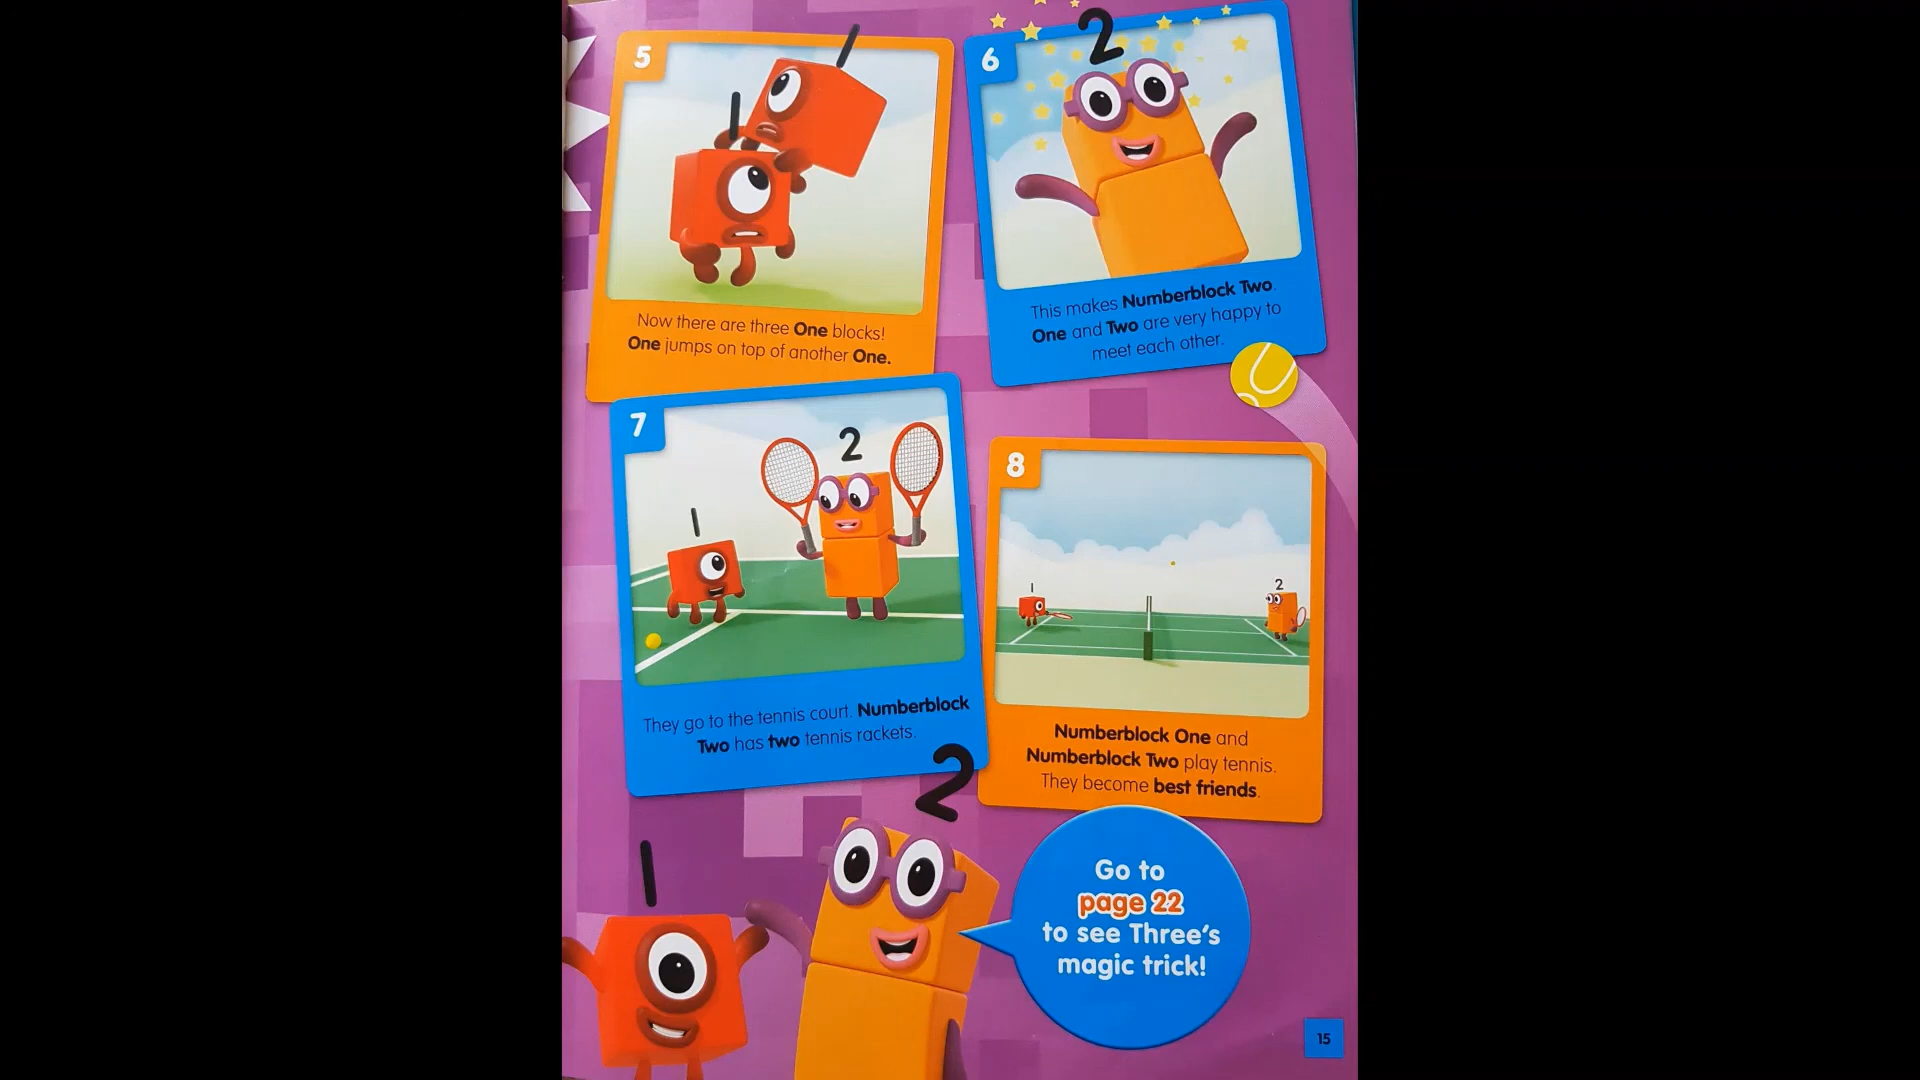 5
Now there are three One blocks!
One jumps on top of another One.
6
2
This makes Numberblock Two.
One and Two are very happy to
meet each other.
7
1
2
They go to the tennis court. Numberblock
Two has two tennis rackets.
8
1
2
Numberblock One and
Numberblock Two play tennis.
They become best friends.
1
2
Go to
page 22
to see Three's
magic trick!
15